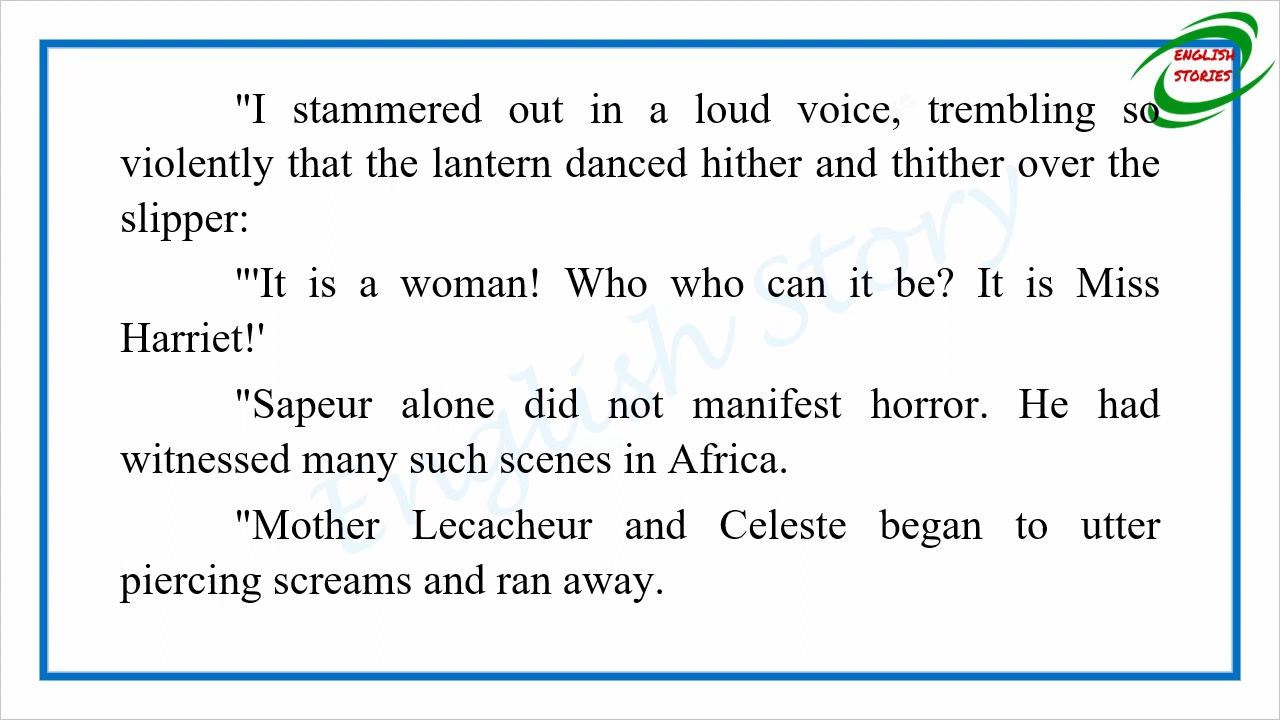 ENGLISH
STORIES
"I stammered out in a loud voice, trembling so
violently that the lantern danced hither and thither over the
slipper:
"'It is a woman! Who who can it be? It is Miss
Harriet!'
"Sapeur alone did not manifest horror. He had
witnessed many such scenes in Africa.
"Mother Lecacheur and Celeste began to utter
piercing screams and ran away.
English Story